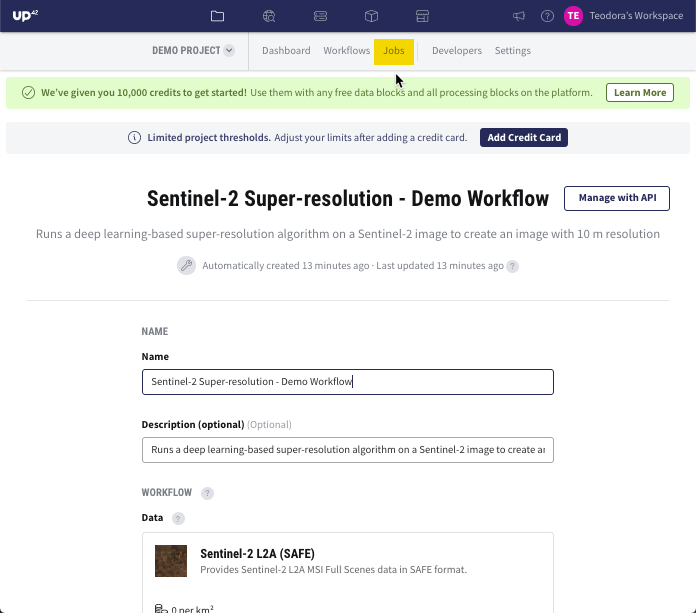 up42
TE Teodora's Workspace
DEMO PROJECT Dashboard Workflows Jobs Developers Settings
We've given you 10,000 credits to get started! Use them with any free data blocks and all processing blocks on the platform. Learn More
Limited project thresholds. Adjust your limits after adding a credit card. Add Credit Card
Sentinel-2 Super-resolution - Demo Workflow Manage with API
Runs a deep learning-based super-resolution algorithm on a Sentinel-2 image to create an image with 10 m resolution
Automatically created 13 minutes ago · Last updated 13 minutes ago ?
NAME
Name
Sentinel-2 Super-resolution - Demo Workflow
Description (optional) (Optional)
Runs a deep learning-based super-resolution algorithm on a Sentinel-2 image to create an
WORKFLOW ?
Data ?
Sentinel-2 L2A (SAFE)
Provides Sentinel-2 L2A MSI Full Scenes data in SAFE format.
0 per km²